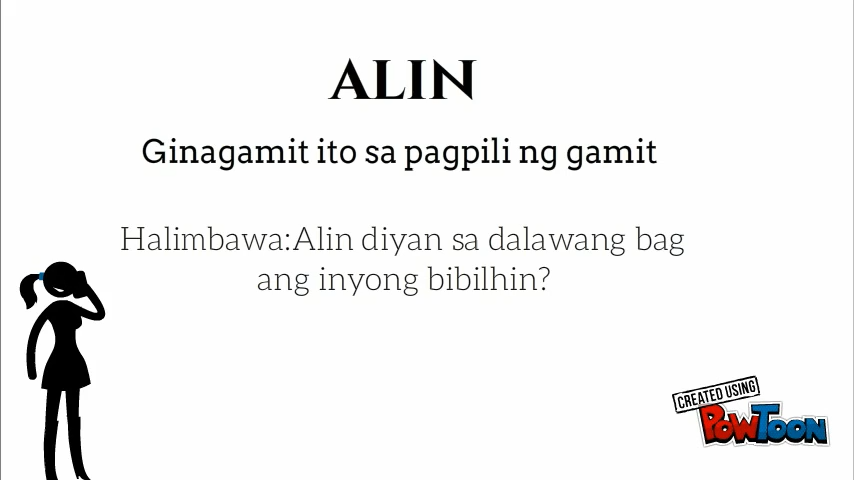 ALIN
Ginagamit ito sa pagpili ng gamit
Halimbawa:Alin diyan sa dalawang bag
ang inyong bibilhin?
CREATED USING
POWTOON